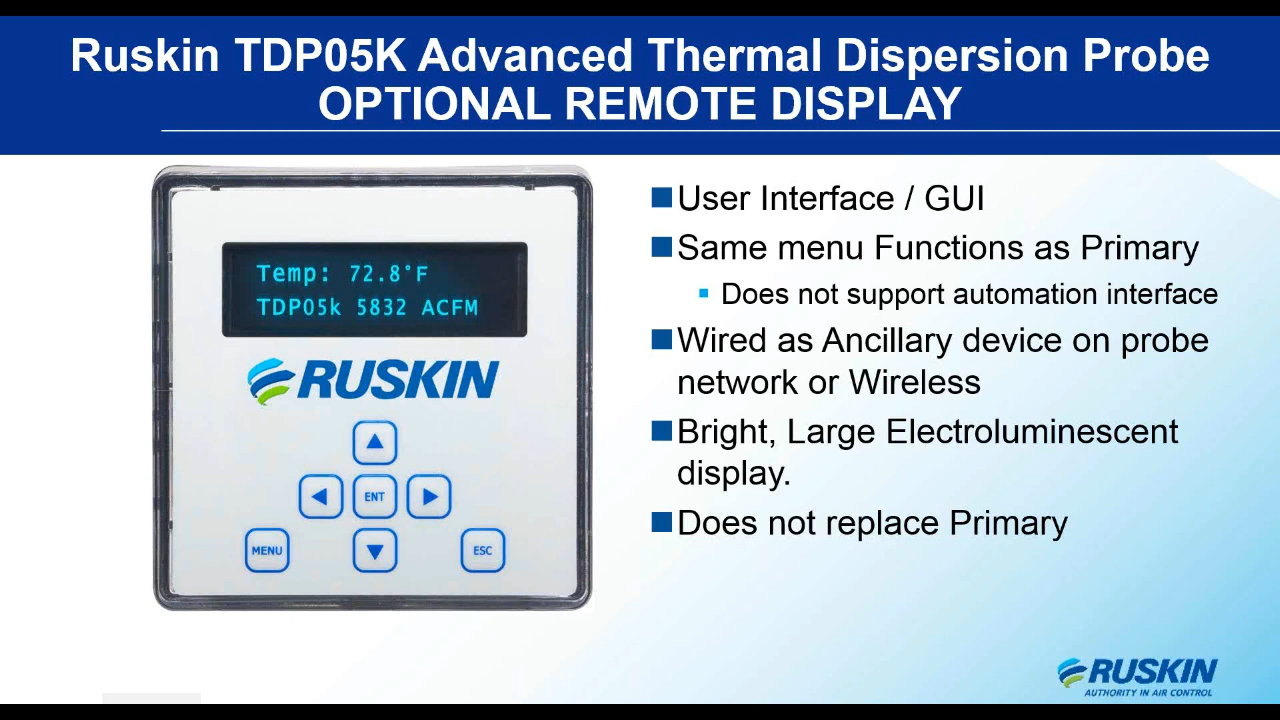 Ruskin TDP05K Advanced Thermal Dispersion Probe
OPTIONAL REMOTE DISPLAY
Temp: 72.8°F
TDP05k 5832 ACFM
RUSKIN
ENT
MENU
ESC
User Interface / GUI
Same menu Functions as Primary
Does not support automation interface
Wired as Ancillary device on probe
network or Wireless
Bright, Large Electroluminescent
display.
Does not replace Primary
RUSKIN
AUTHORITY IN AIR CONTROL